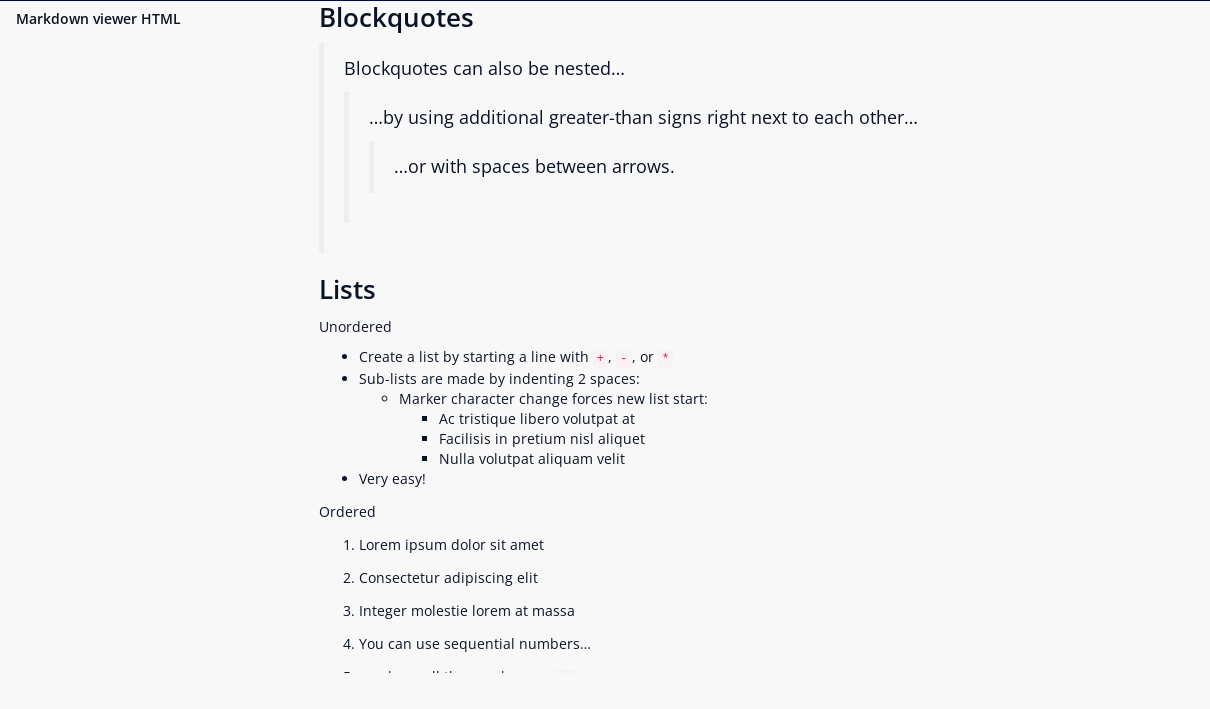 Markdown viewer HTML
Blockquotes
Blockquotes can also be nested…
…by using additional greater-than signs right next to each other…
…or with spaces between arrows.
Lists
Unordered
• Create a list by starting a line with +, -, or *
• Sub-lists are made by indenting 2 spaces:
◦ Marker character change forces new list start:
▪ Ac tristique libero volutpat at
▪ Facilisis in pretium nisl aliquet
▪ Nulla volutpat aliquam velit
• Very easy!
Ordered
1. Lorem ipsum dolor sit amet
2. Consectetur adipiscing elit
3. Integer molestie lorem at massa
4. You can use sequential numbers…